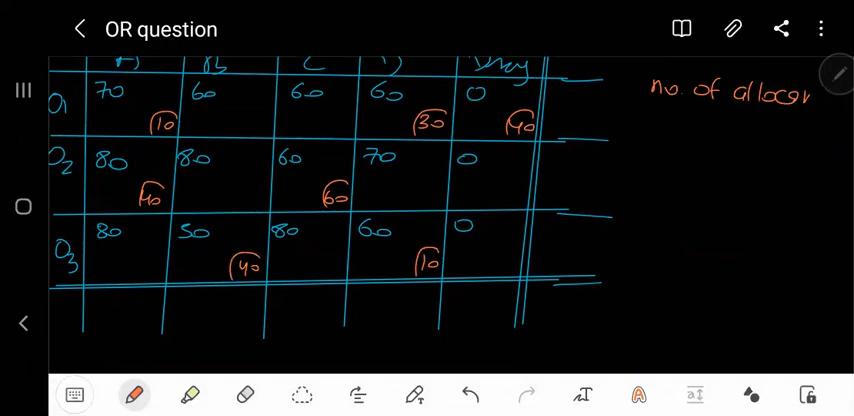 OR question
A B C D Dummy
O1 70 60 60 60 0 no. of allocar
10 30 40
O2 80 80 60 70 0
40 60
O3 80 50 80 60 0
40 10